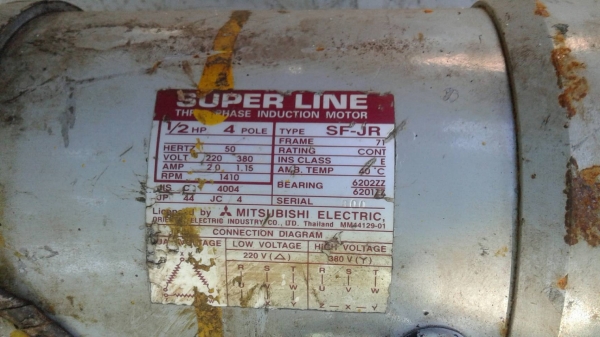 SUPER LINE
THREE PHASE INDUCTION MOTOR
1/2 HP 4 POLE TYPE SF-JR
FRAME 71
HERTZ 50 RATING CONT
VOLT 220 380 INS CLASS E
AMP 2.0 1.15 AMB. TEMP 40 °C
RPM 1410
BEARING 6202ZZ
JIS C 4004 6201ZZ
JP 44 JC 4 SERIAL
Licensed by MITSUBISHI ELECTRIC.
ELECTRIC INDUSTRY CO., LTD. Thailand MM44129-01
CONNECTION DIAGRAM
VOLTAGE LOW VOLTAGE HIGH VOLTAGE
220 V (△) 380 V (Y)
R S T R S T
U V W U V W
Z X Y Z — X — Y